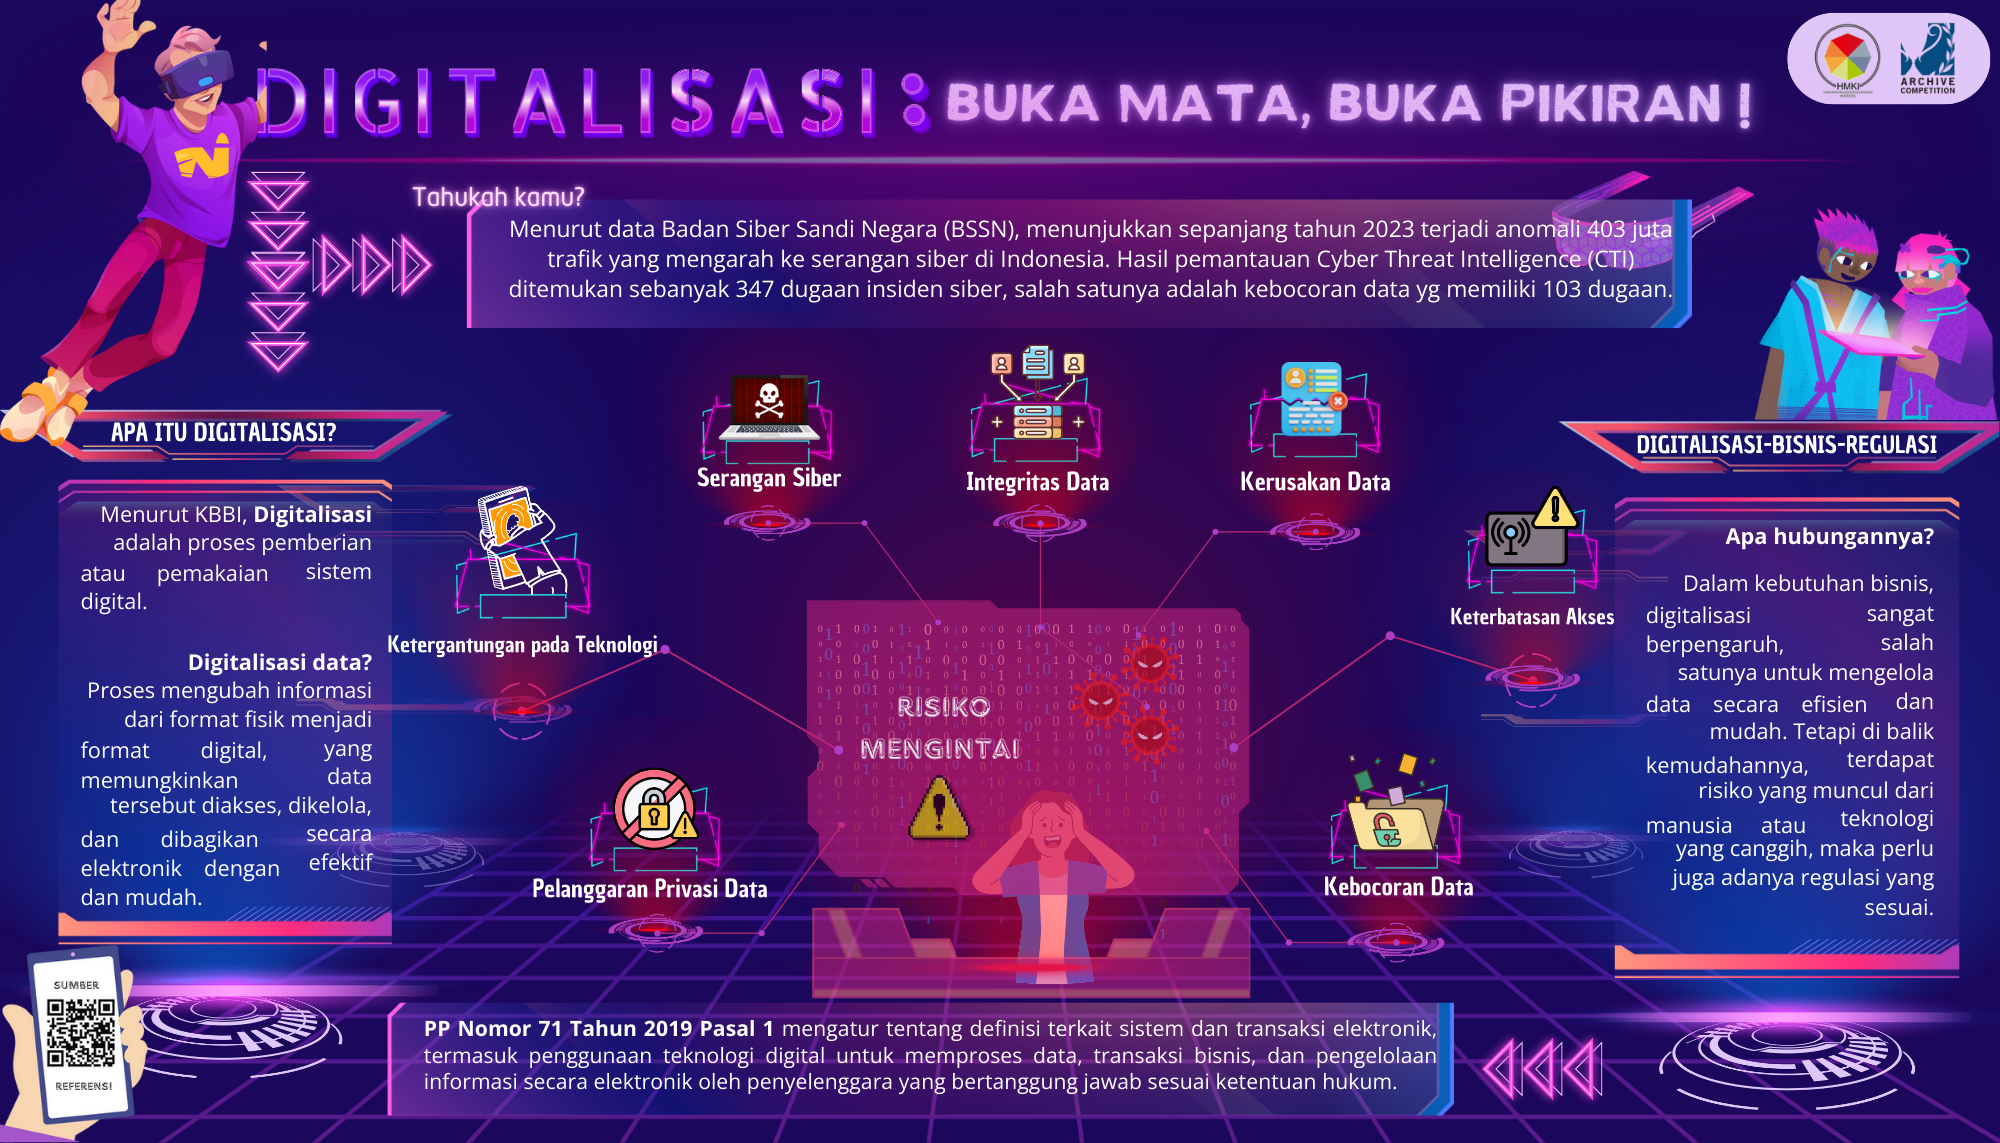 DIGITALISASI: BUKA MATA, BUKA PIKIRAN !
HMKI
ARCHIVE
COMPETITION
Tahukah kamu?
Menurut data Badan Siber Sandi Negara (BSSN), menunjukkan sepanjang tahun 2023 terjadi anomali 403 juta
trafik yang mengarah ke serangan siber di Indonesia. Hasil pemantauan Cyber Threat Intelligence (CTI)
ditemukan sebanyak 347 dugaan insiden siber, salah satunya adalah kebocoran data yg memiliki 103 dugaan.
APA ITU DIGITALISASI?
Menurut KBBI, Digitalisasi
adalah proses pemberian
atau pemakaian sistem
digital.
Digitalisasi data?
Proses mengubah informasi
dari format fisik menjadi
format digital, yang
memungkinkan data
tersebut diakses, dikelola,
dan dibagikan secara
elektronik dengan efektif
dan mudah.
Serangan Siber
Integritas Data
Kerusakan Data
Ketergantungan pada Teknologi
Keterbatasan Akses
Pelanggaran Privasi Data
Kebocoran Data
RISIKO
MENGINTAI
DIGITALISASI-BISNIS-REGULASI
Apa hubungannya?
Dalam kebutuhan bisnis,
digitalisasi sangat
berpengaruh, salah
satunya untuk mengelola
data secara efisien dan
mudah. Tetapi di balik
kemudahannya, terdapat
risiko yang muncul dari
manusia atau teknologi
yang canggih, maka perlu
juga adanya regulasi yang
sesuai.
SUMBER
REFERENSI
PP Nomor 71 Tahun 2019 Pasal 1 mengatur tentang definisi terkait sistem dan transaksi elektronik,
termasuk penggunaan teknologi digital untuk memproses data, transaksi bisnis, dan pengelolaan
informasi secara elektronik oleh penyelenggara yang bertanggung jawab sesuai ketentuan hukum.